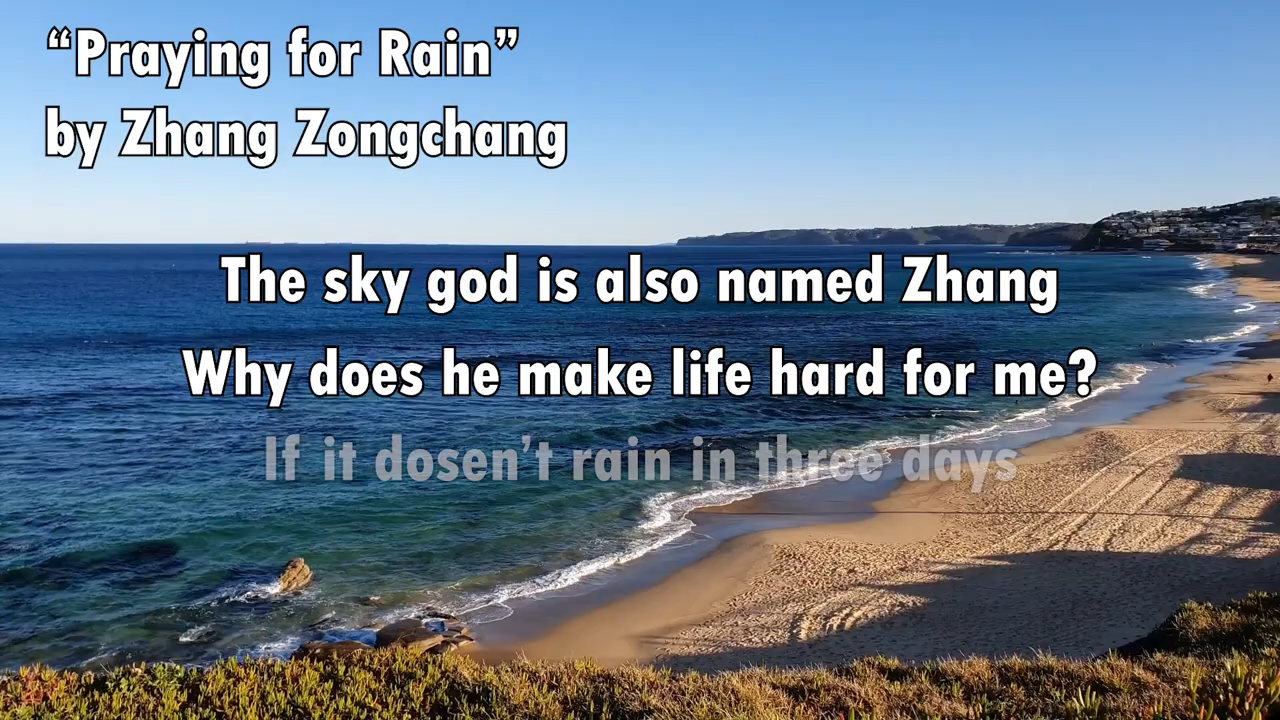 “Praying for Rain”
by Zhang Zongchang
The sky god is also named Zhang
Why does he make life hard for me?
If it dosen’t rain in three days